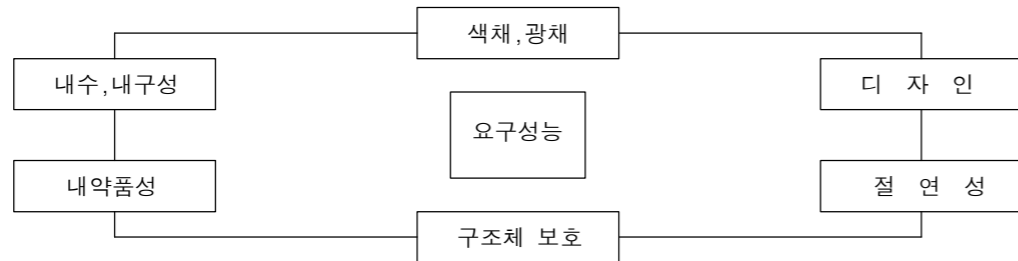 색채,광채
내수,내구성
디 자 인
요구성능
내약품성
절 연 성
구조체 보호